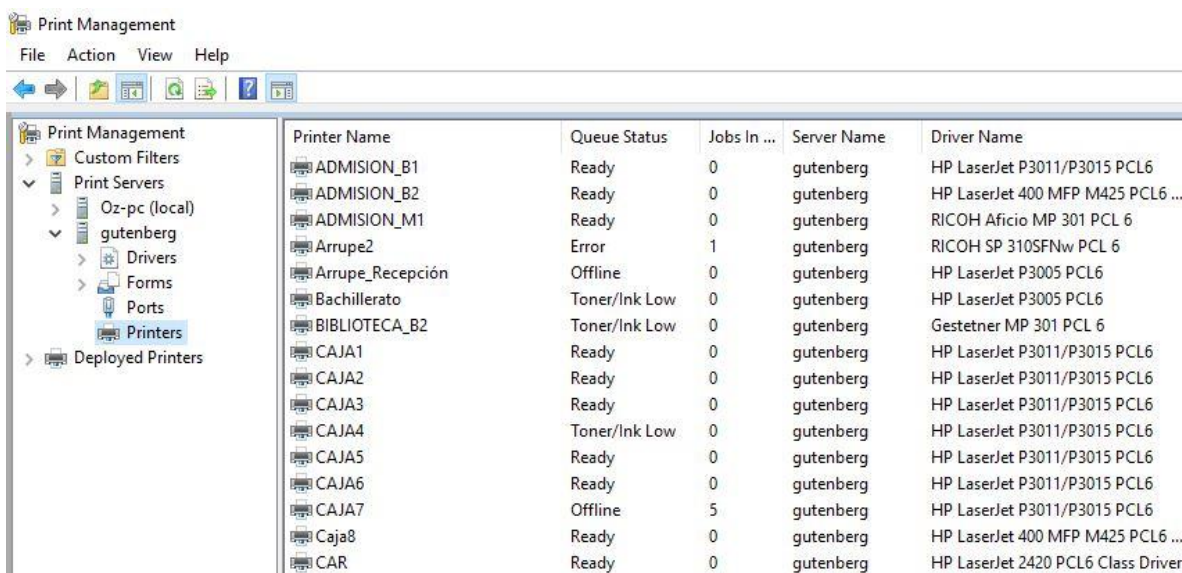 Print Management
File Action View Help
Print Management
Custom Filters
Print Servers
Oz-pc (local)
gutenberg
Drivers
Forms
Ports
Printers
Deployed Printers
Printer Name Queue Status Jobs In ... Server Name Driver Name
ADMISION_B1 Ready 0 gutenberg HP LaserJet P3011/P3015 PCL6
ADMISION_B2 Ready 0 gutenberg HP LaserJet 400 MFP M425 PCL6 ...
ADMISION_M1 Ready 0 gutenberg RICOH Aficio MP 301 PCL 6
Arrupe2 Error 1 gutenberg RICOH SP 310SFNw PCL 6
Arrupe_Recepción Offline 0 gutenberg HP LaserJet P3005 PCL6
Bachillerato Toner/Ink Low 0 gutenberg HP LaserJet P3005 PCL6
BIBLIOTECA_B2 Toner/Ink Low 0 gutenberg Gestetner MP 301 PCL 6
CAJA1 Ready 0 gutenberg HP LaserJet P3011/P3015 PCL6
CAJA2 Ready 0 gutenberg HP LaserJet P3011/P3015 PCL6
CAJA3 Ready 0 gutenberg HP LaserJet P3011/P3015 PCL6
CAJA4 Toner/Ink Low 0 gutenberg HP LaserJet P3011/P3015 PCL6
CAJA5 Ready 0 gutenberg HP LaserJet P3011/P3015 PCL6
CAJA6 Ready 0 gutenberg HP LaserJet P3011/P3015 PCL6
CAJA7 Offline 5 gutenberg HP LaserJet P3011/P3015 PCL6
Caja8 Ready 0 gutenberg HP LaserJet 400 MFP M425 PCL6 ...
CAR Ready 0 gutenberg HP LaserJet 2420 PCL6 Class Driver